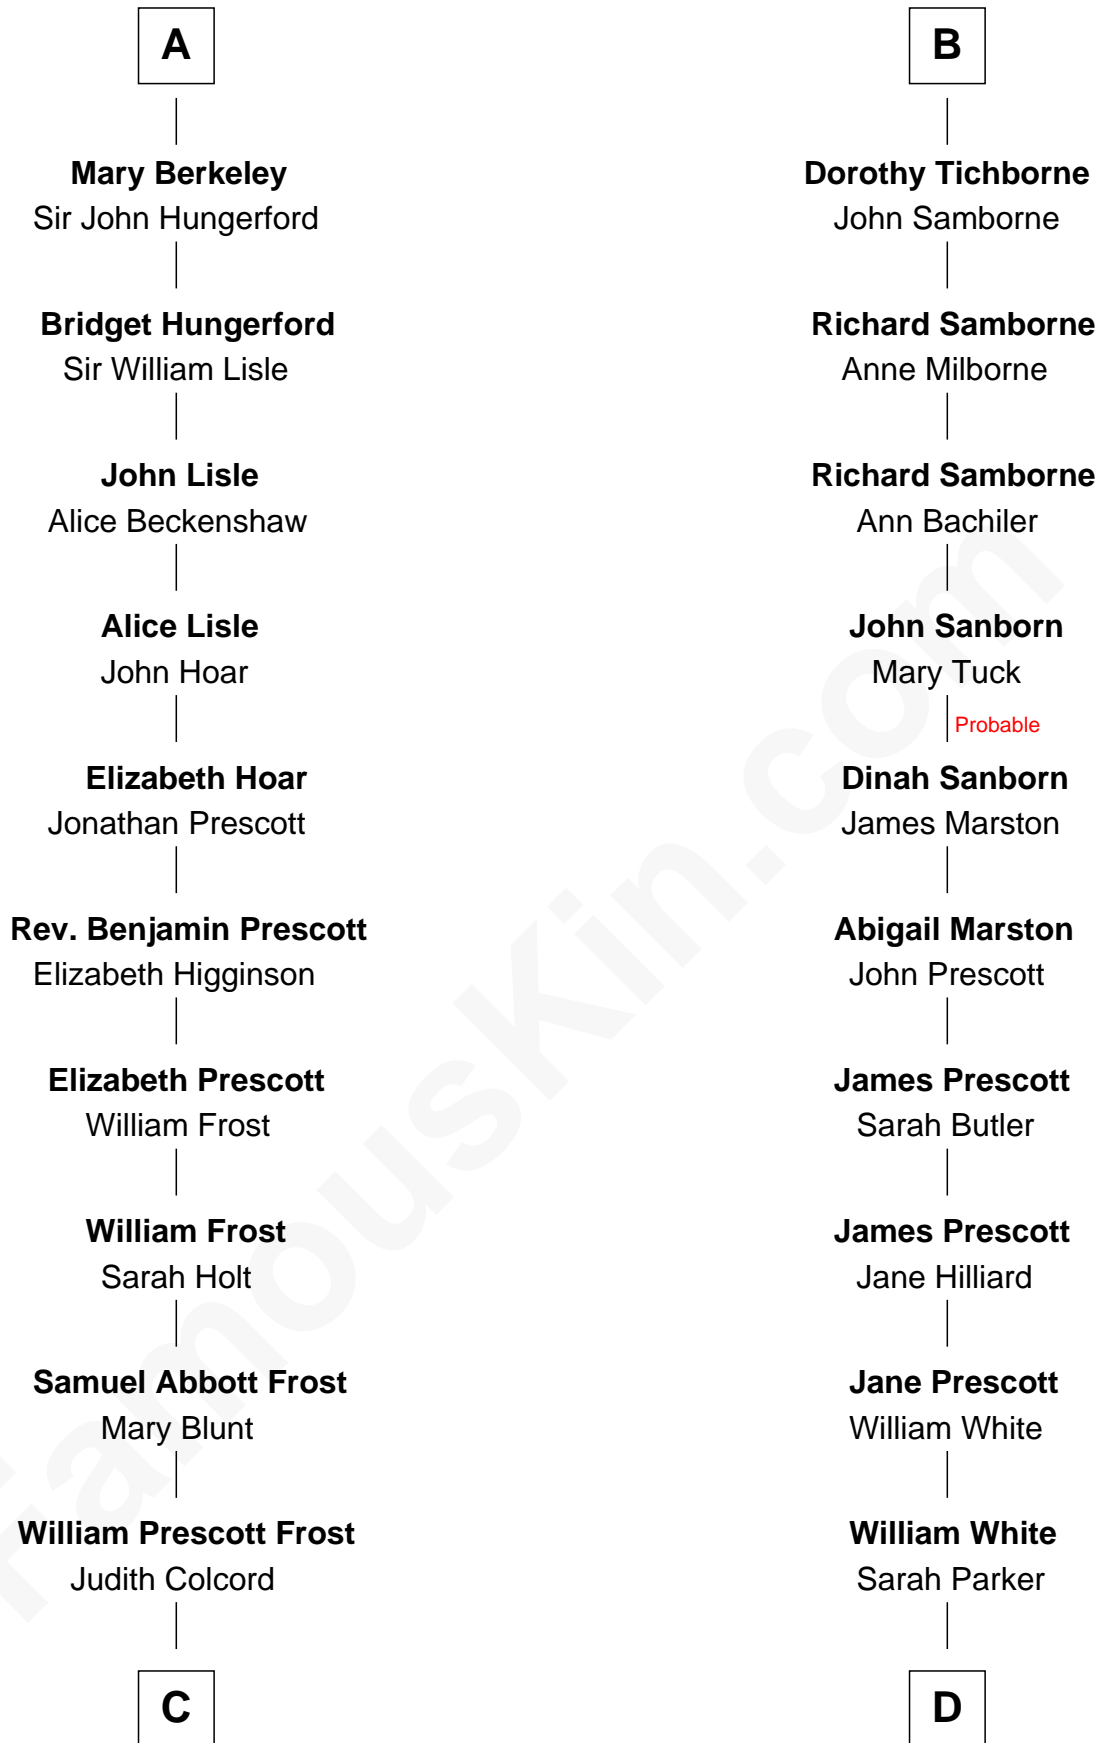 A
Mary Berkeley
Sir John Hungerford
Bridget Hungerford
Sir William Lisle
John Lisle
Alice Beckenshaw
Alice Lisle
John Hoar
Elizabeth Hoar
Jonathan Prescott
Rev. Benjamin Prescott
Elizabeth Higginson
Elizabeth Prescott
William Frost
William Frost
Sarah Holt
Samuel Abbott Frost
Mary Blunt
William Prescott Frost
Judith Colcord
C
B
Dorothy Tichborne
John Samborne
Richard Samborne
Anne Milborne
Richard Samborne
Ann Bachiler
John Sanborn
Mary Tuck
Probable
Dinah Sanborn
James Marston
Abigail Marston
John Prescott
James Prescott
Sarah Butler
James Prescott
Jane Hilliard
Jane Prescott
William White
William White
Sarah Parker
D
FamousKin.com